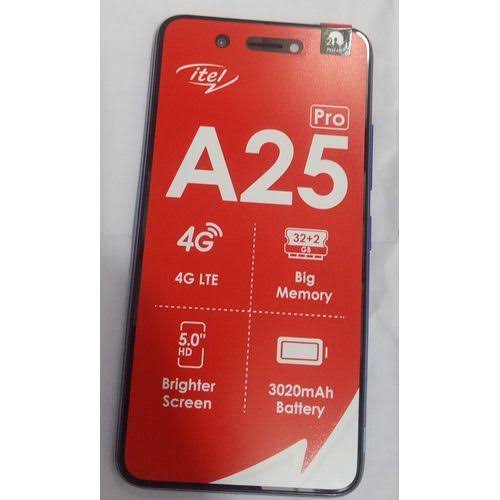 itel
Pro
A25
4G
4G LTE
32+2
GB
Big
Memory
5.0"
HD
Brighter
Screen
3020mAh
Battery